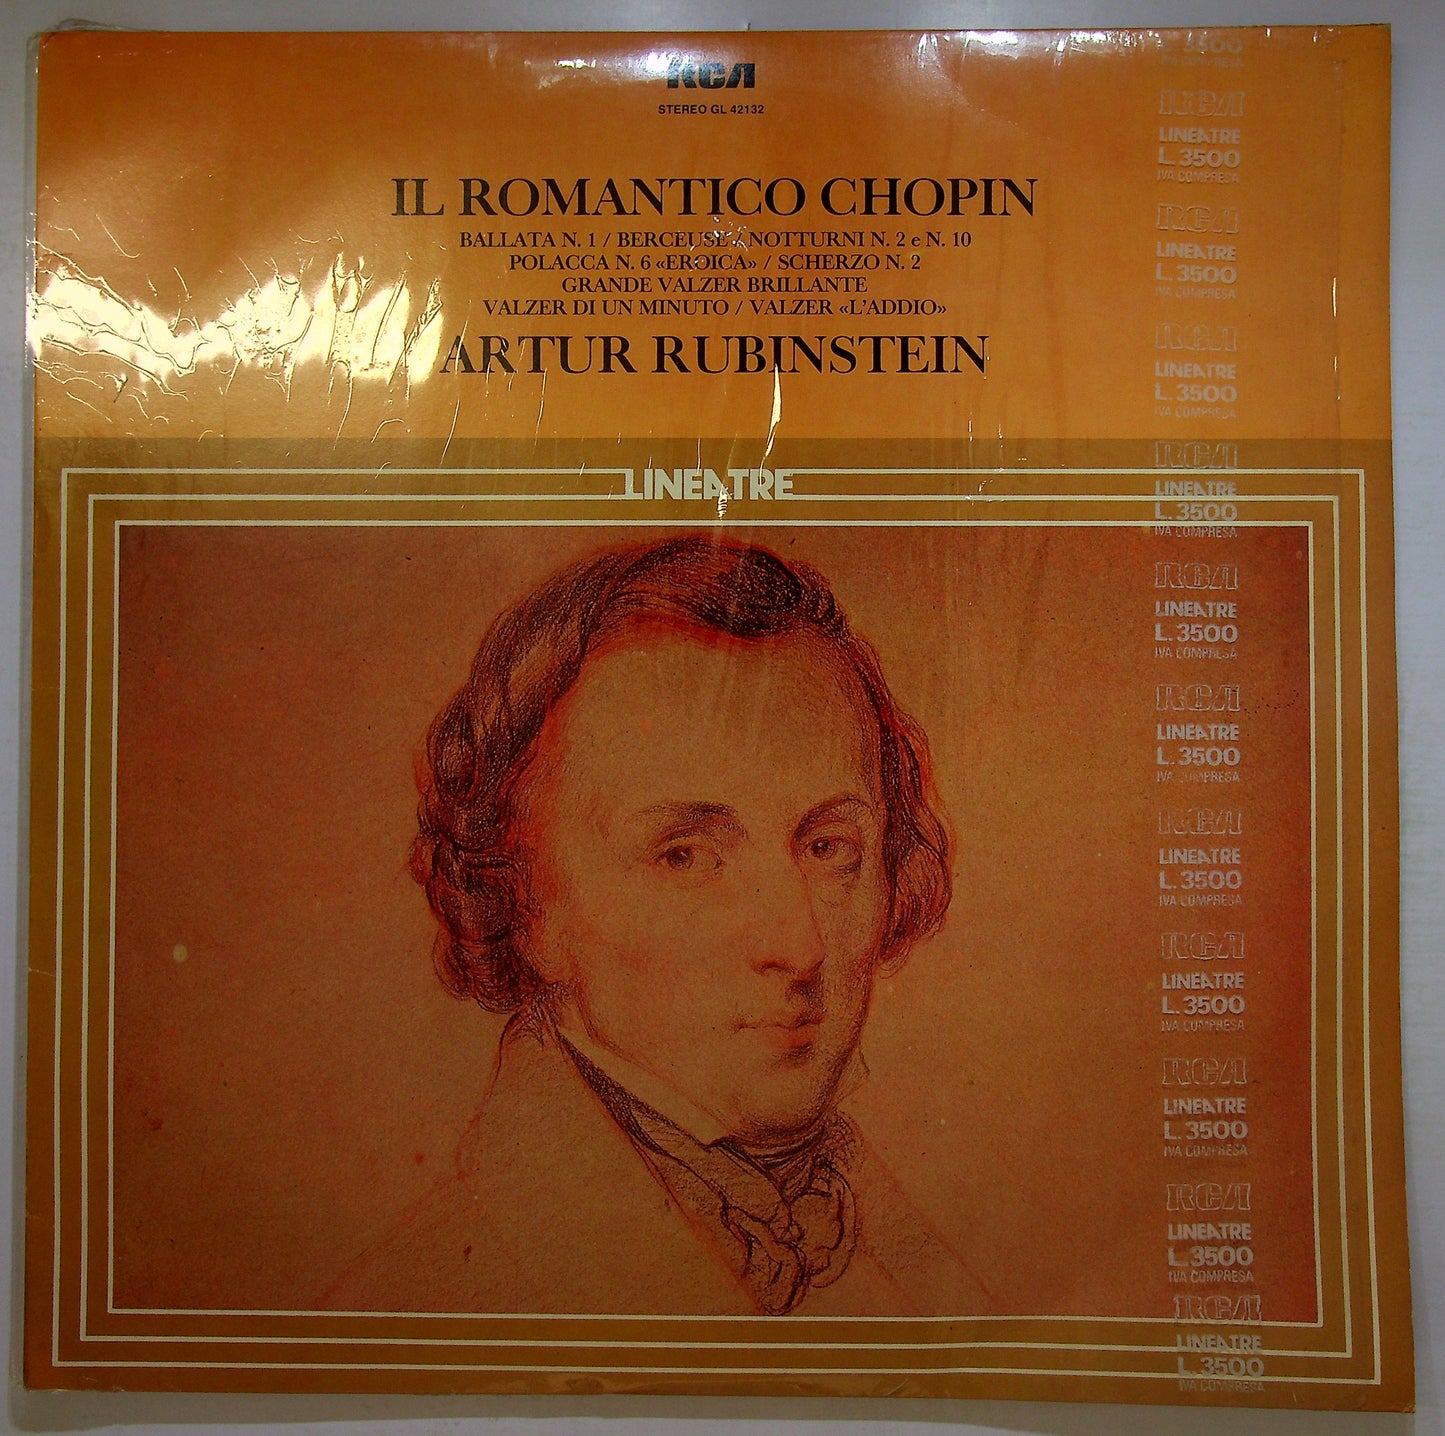 RCA
STEREO GL 42132
IL ROMANTICO CHOPIN
BALLATA N. 1 / BERCEUSE / NOTTURNI N. 2 e N. 10
POLACCA N. 6 «EROICA» / SCHERZO N. 2
GRANDE VALZER BRILLANTE
VALZER DI UN MINUTO / VALZER «L'ADDIO»
ARTUR RUBINSTEIN
LINEATRE
L. 3500
IVA COMPRESA
RCA
LINEATRE
L. 3500
IVA COMPRESA
RCA
LINEATRE
L. 3500
IVA COMPRESA
RCA
LINEATRE
L. 3500
IVA COMPRESA
RCA
LINEATRE
L. 3500
IVA COMPRESA
RCA
LINEATRE
L. 3500
IVA COMPRESA
RCA
LINEATRE
L. 3500
IVA COMPRESA
RCA
LINEATRE
L. 3500
IVA COMPRESA
RCA
LINEATRE
L. 3500
IVA COMPRESA
RCA
LINEATRE
L. 3500
IVA COMPRESA
RCA
LINEATRE
L. 3500
IVA COMPRESA
RCA
LINEATRE
L. 3500
IVA COMPRESA